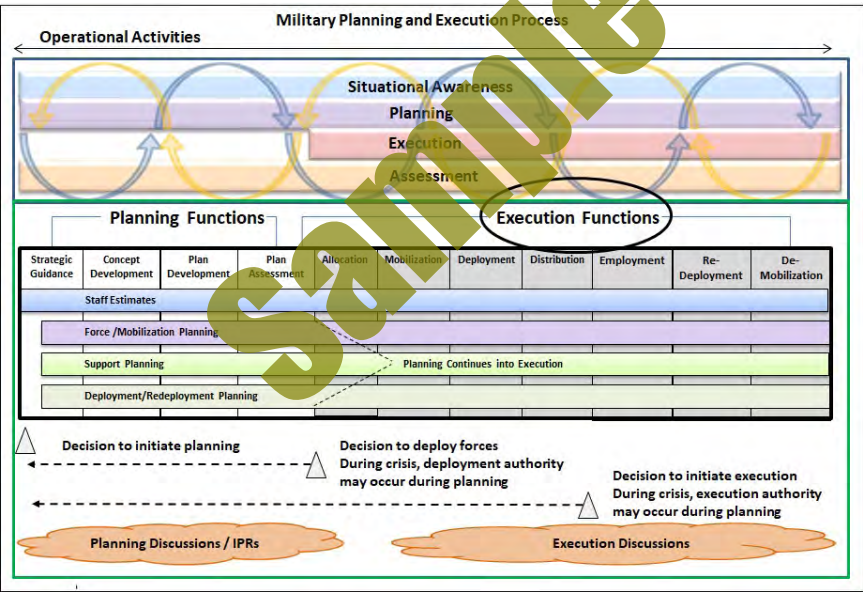 Military Planning and Execution Process
Operational Activities
Situational Awareness
Planning
Execution
Assessment
Planning Functions
Execution Functions
Strategic Guidance
Concept Development
Plan Development
Plan Assessment
Allocation
Mobilization
Deployment
Distribution
Employment
Re-
Deployment
De-
Mobilization
Staff Estimates
Force /Mobilization Planning
Support Planning
Planning Continues into Execution
Deployment/Redeployment Planning
Decision to initiate planning
Decision to deploy forces
During crisis, deployment authority
may occur during planning
Decision to initiate execution
During crisis, execution authority
may occur during planning
Planning Discussions / IPRs
Execution Discussions
Sample